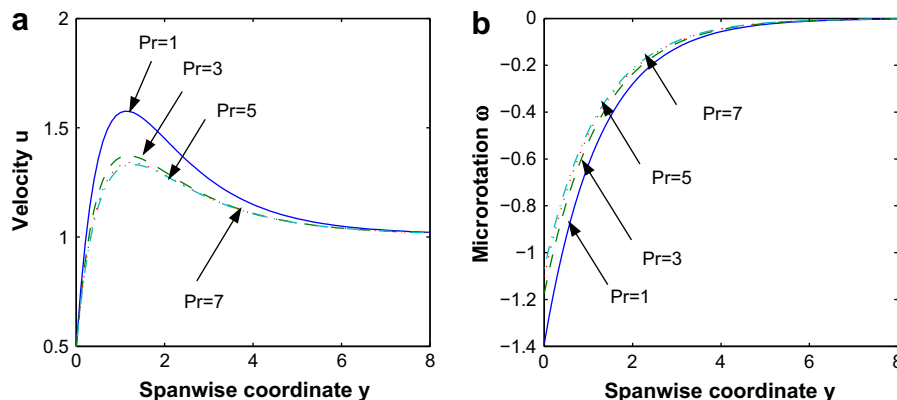 a
2
1.5
1
0.5
Velocity u
Pr=1
Pr=3
Pr=5
Pr=7
0
2
4
6
8
Spanwise coordinate y
b
0
−0.2
−0.4
−0.6
−0.8
−1
−1.2
−1.4
Microrotation ω
Pr=7
Pr=5
Pr=3
Pr=1
0
2
4
6
8
Spanwise coordinate y